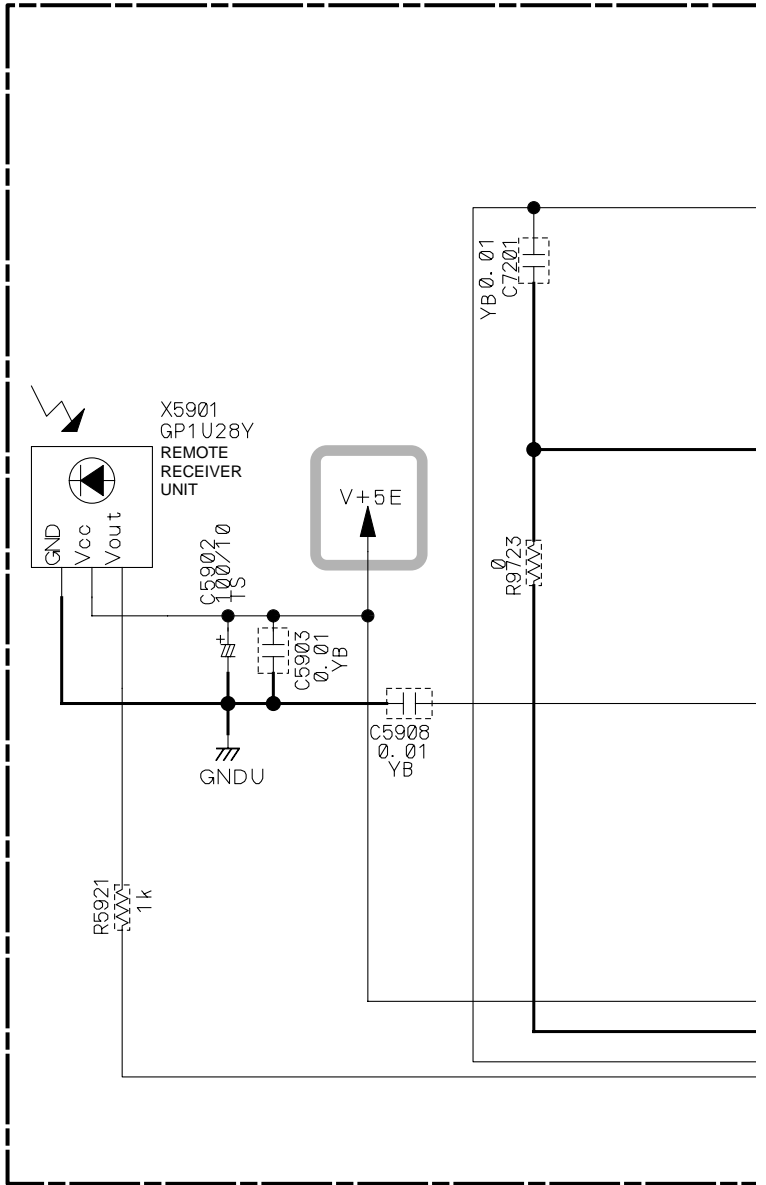 YB 0.01
C7201
X5901
GP1U28Y
REMOTE
RECEIVER
UNIT
GND
Vcc
Vout
V+5E
C5902
100/10
TS
+
C5903
0.01
YB
0
R9723
C5908
0.01
YB
GNDU
R5921
1k